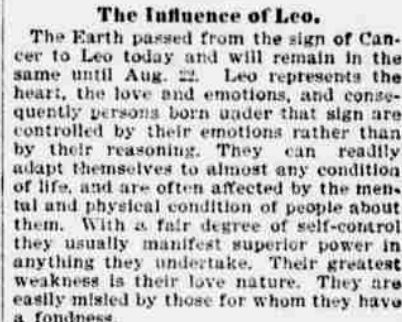 The Influence of Leo.
The Earth passed from the sign of Can-
cer to Leo today and will remain in the
same until Aug. 22. Leo represents the
heart, the love and emotions, and conse-
quently persons born under that sign are
controlled by their emotions rather than
by their reasoning. They can readily
adapt themselves to almost any condition
of life, and are often affected by the men-
tal and physical condition of people about
them. With a fair degree of self-control
they usually manifest superior power in
anything they undertake. Their greatest
weakness is their love nature. They are
easily misled by those for whom they have
a fondness.